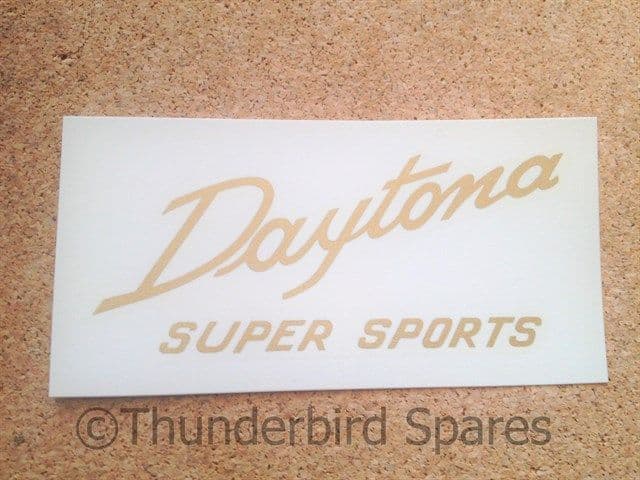 Daytona
SUPER SPORTS
©Thunderbird Spares